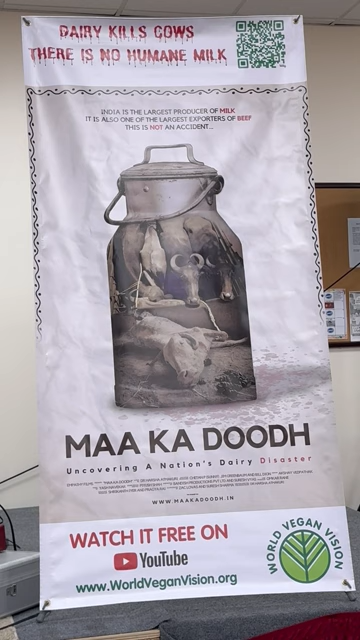 DAIRY KILLS COWS
THERE IS NO HUMANE MILK
INDIA IS THE LARGEST PRODUCER OF MILK
IT IS ALSO ONE OF THE LARGEST EXPORTERS OF BEEF
THIS IS NOT AN ACCIDENT...
MAA KA DOODH
Uncovering A Nation's Dairy Disaster
WWW.MAAKADOODH.IN
WATCH IT FREE ON
YouTube
www.WorldVeganVision.org
WORLD VEGAN VISION